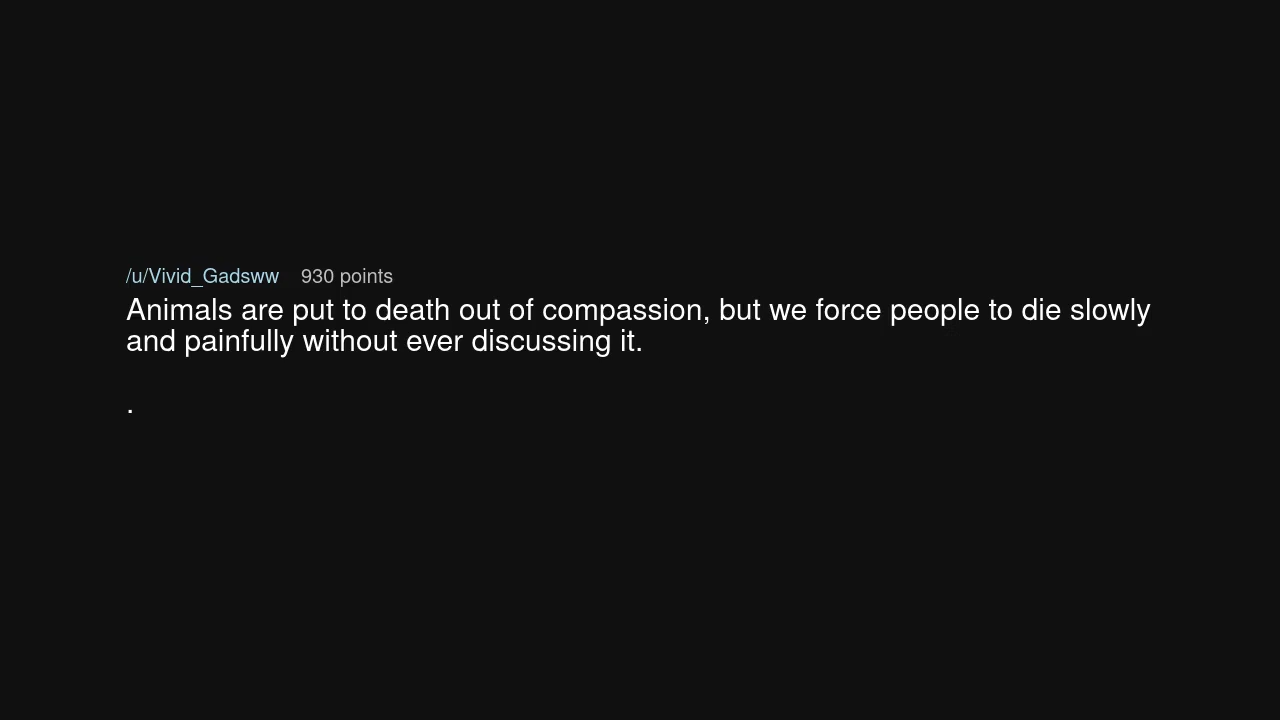 /u/Vivid_Gadsww 930 points
Animals are put to death out of compassion, but we force people to die slowly
and painfully without ever discussing it.
.